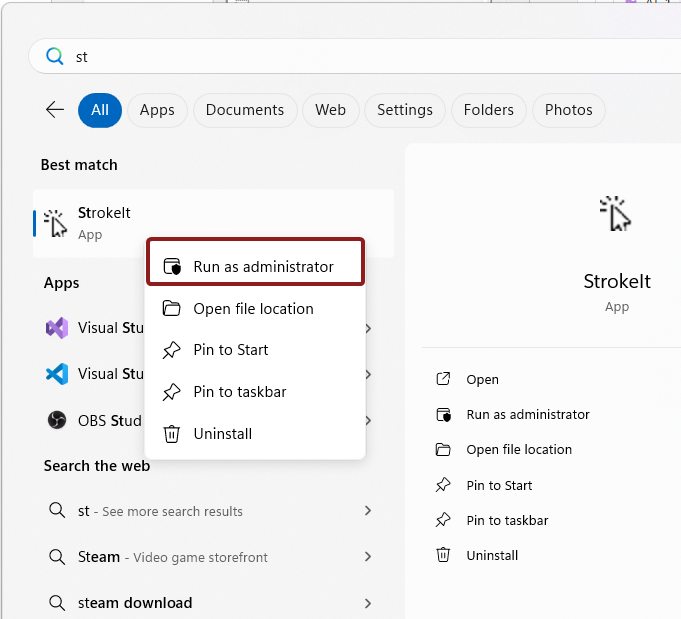 st
All Apps Documents Web Settings Folders Photos
Best match
StrokeIt
App
Run as administrator
Open file location
Pin to Start
Pin to taskbar
Uninstall
Apps
Visual Stu
Visual Stu
OBS Stud
Search the web
st - See more search results
Steam - Video game storefront
steam download
StrokeIt
App
Open
Run as administrator
Open file location
Pin to Start
Pin to taskbar
Uninstall